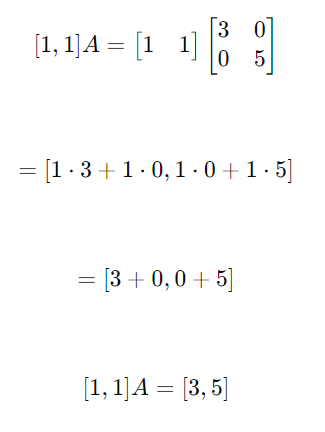 [1, 1]A = [1 1] [3 0
0 5]
= [1 · 3 + 1 · 0, 1 · 0 + 1 · 5]
= [3 + 0, 0 + 5]
[1, 1]A = [3, 5]